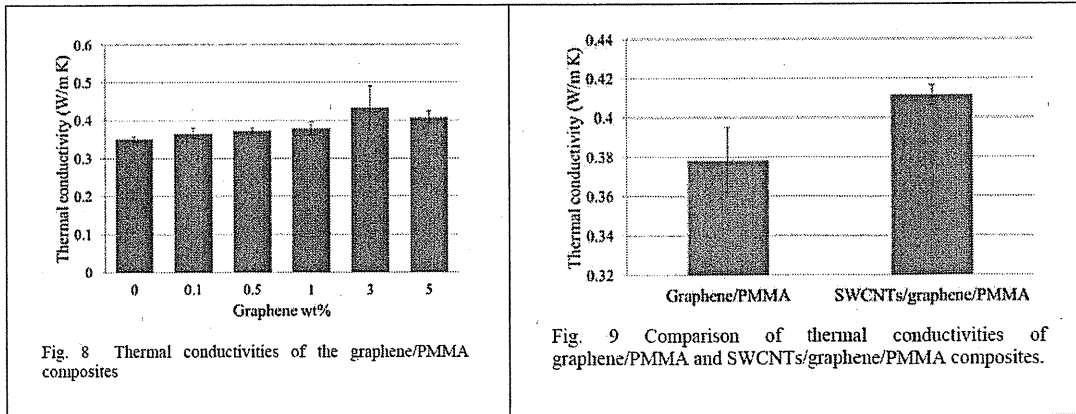 0.6
0.5
0.4
0.3
0.2
0.1
0
Thermal conductivity (W/m K)
0 0.1 0.5 1 3 5
Graphene wt%
Fig. 8 Thermal conductivities of the graphene/PMMA
composites
0.44
0.42
0.4
0.38
0.36
0.34
0.32
Thermal conductivity (W/m K)
Graphene/PMMA SWCNTs/graphene/PMMA
Fig. 9 Comparison of thermal conductivities of
graphene/PMMA and SWCNTs/graphene/PMMA composites.